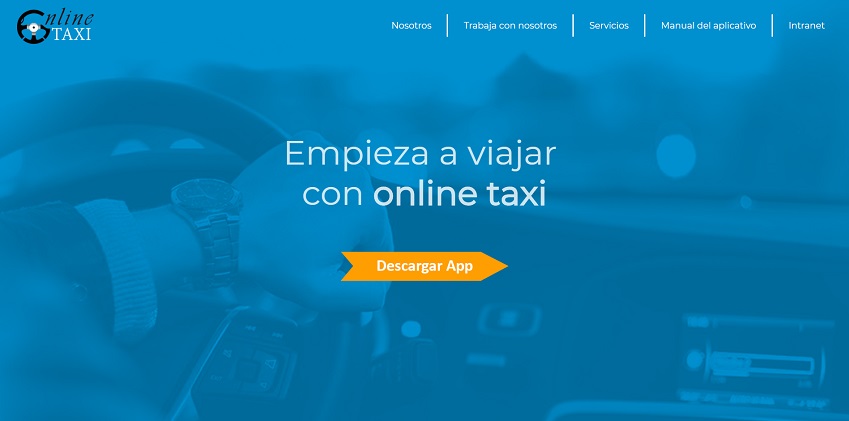 Online
TAXI
Nosotros
Trabaja con nosotros
Servicios
Manual del aplicativo
Intranet
Empieza a viajar
con online taxi
Descargar App